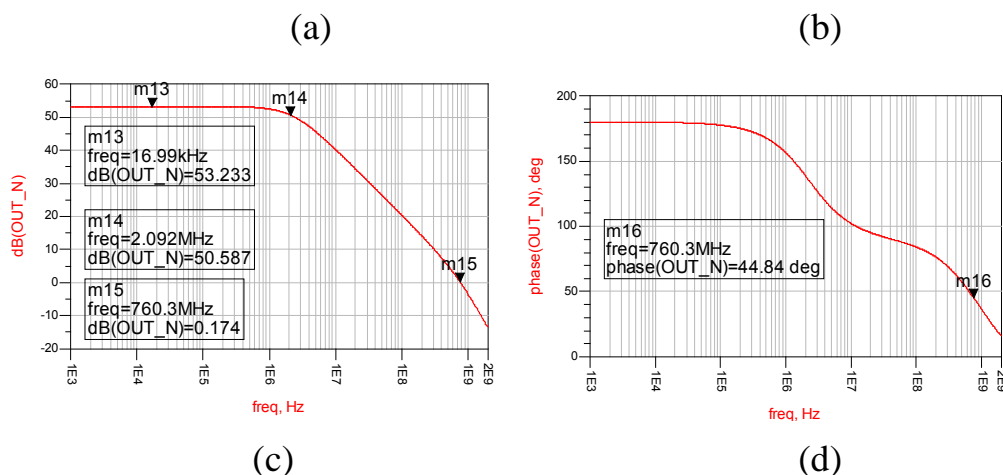 (a)
(b)
60
50
40
30
20
10
0
-10
-20
dB(OUT_N)
m13
m14
m15
m13
freq=16.99kHz
dB(OUT_N)=53.233
m14
freq=2.092MHz
dB(OUT_N)=50.587
m15
freq=760.3MHz
dB(OUT_N)=0.174
1E3
1E4
1E5
1E6
1E7
1E8
1E9
2E9
freq, Hz
200
150
100
50
0
phase(OUT_N), deg
m16
freq=760.3MHz
phase(OUT_N)=44.84 deg
m16
1E3
1E4
1E5
1E6
1E7
1E8
1E9
2E9
freq, Hz
(c)
(d)